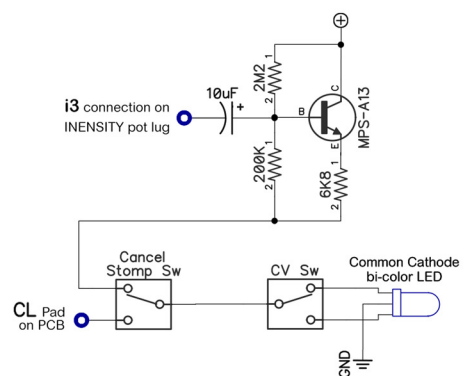 10uF
+
i3 connection on
INENSITY pot lug
2M2
1
2
B
C
E
MPS-A13
200K
1
2
6K8
1
2
Cancel
Stomp Sw
CV Sw
Common Cathode
bi-color LED
CL Pad
on PCB
GND